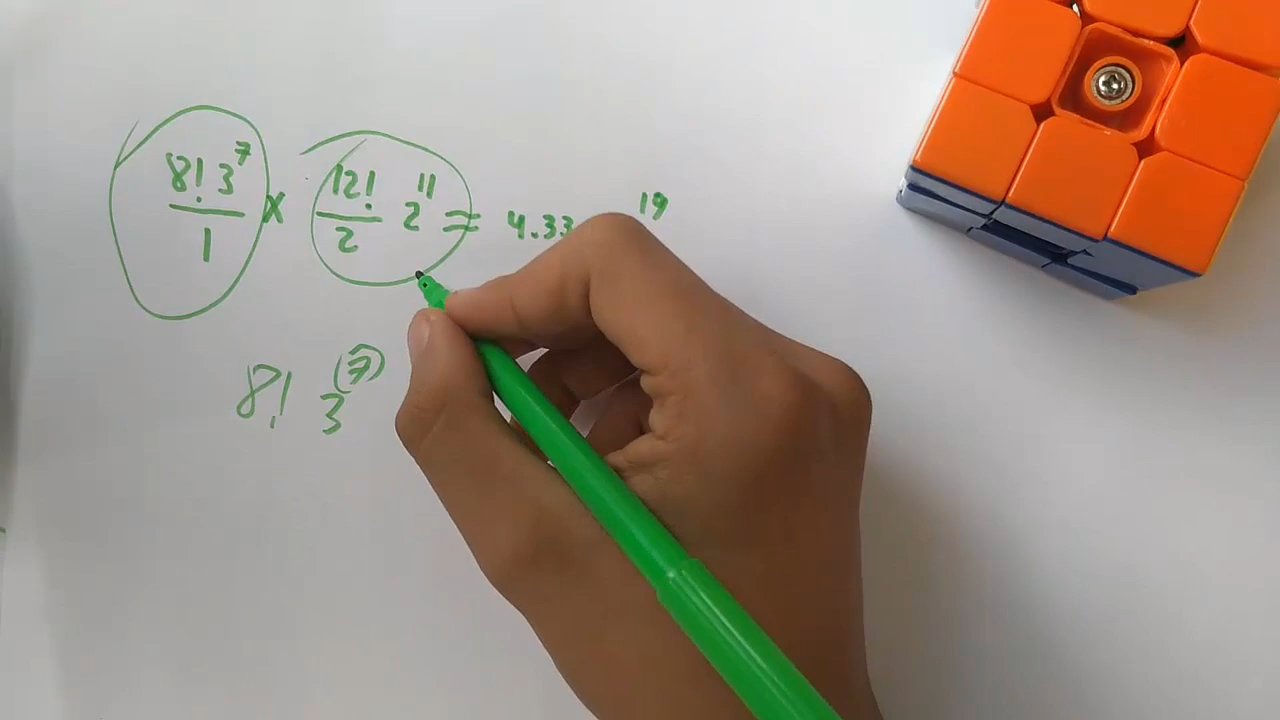 8! 3^7 / 1 x 12! / 2 2^11 = 4.33 19
8! 3^(7)